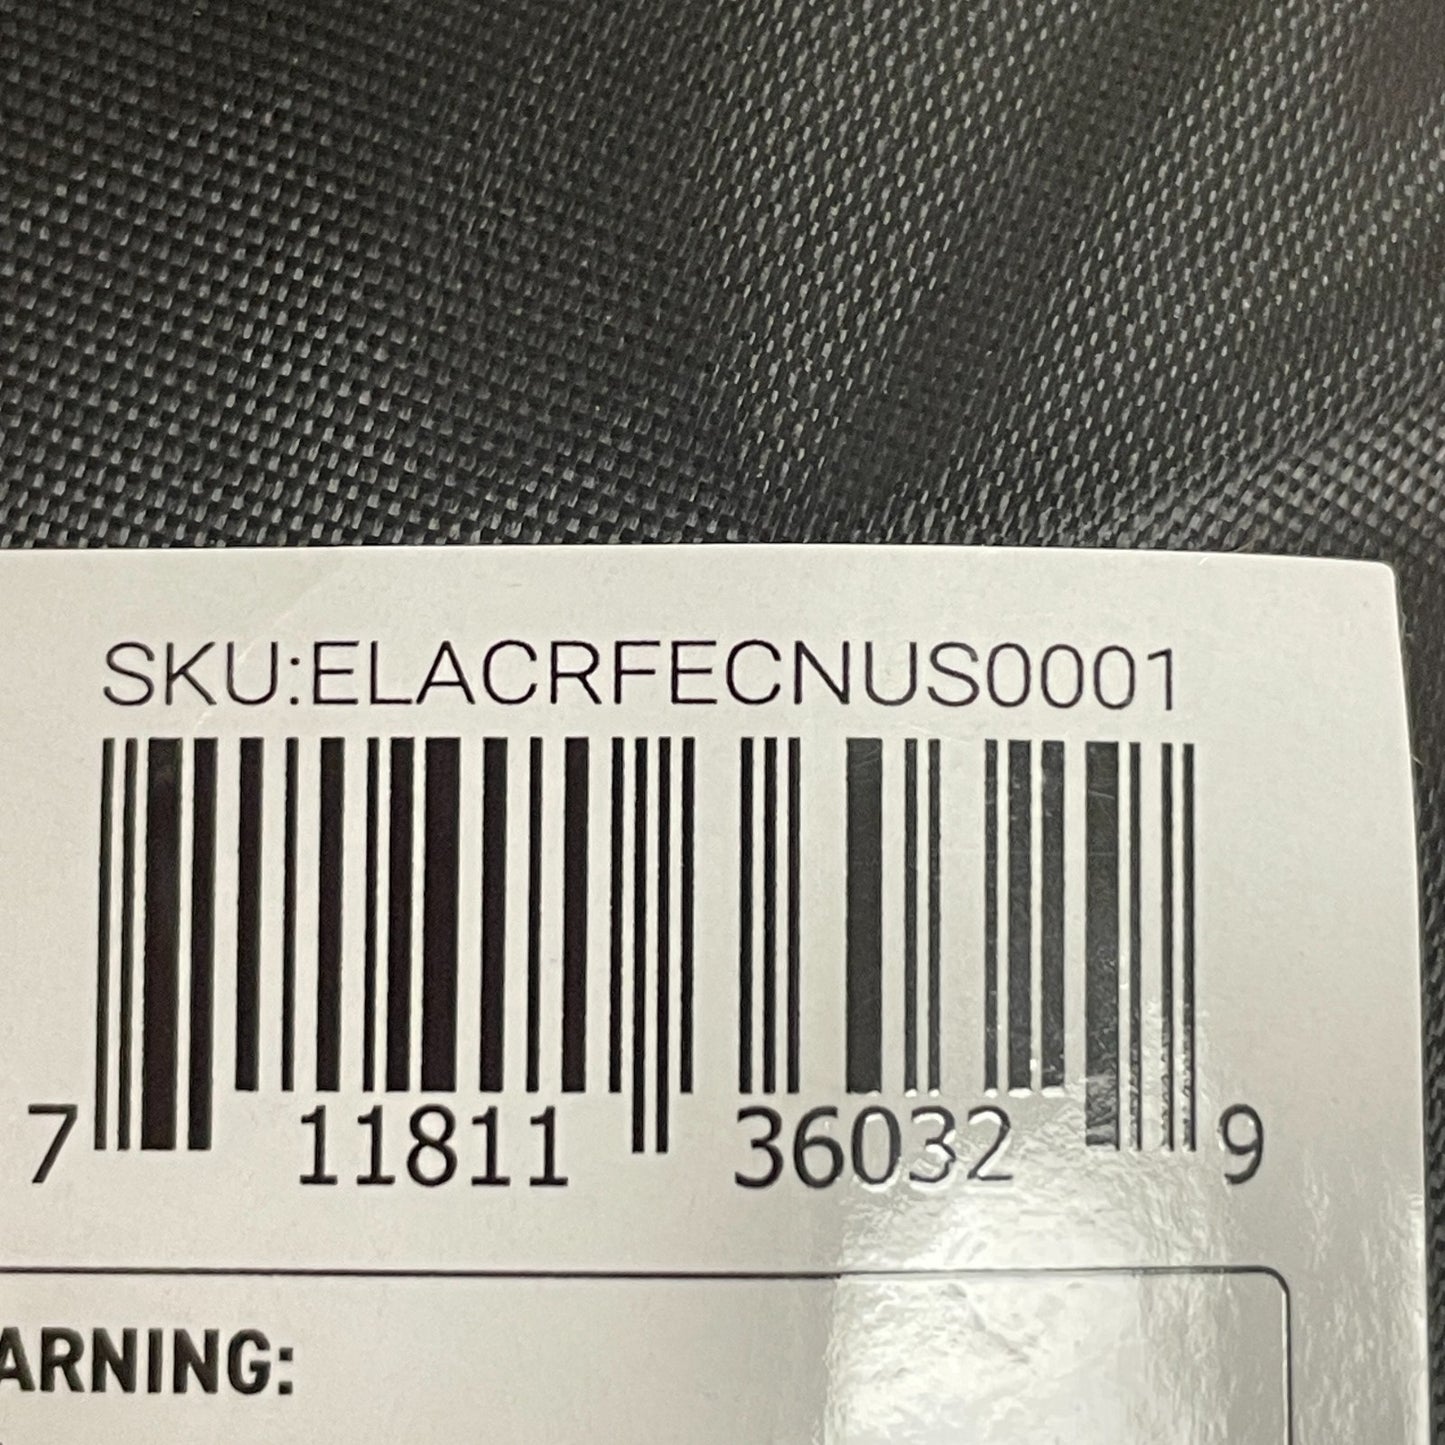 SKU:ELACRFECNUS0001
7 11811 36032 9
ARNING: